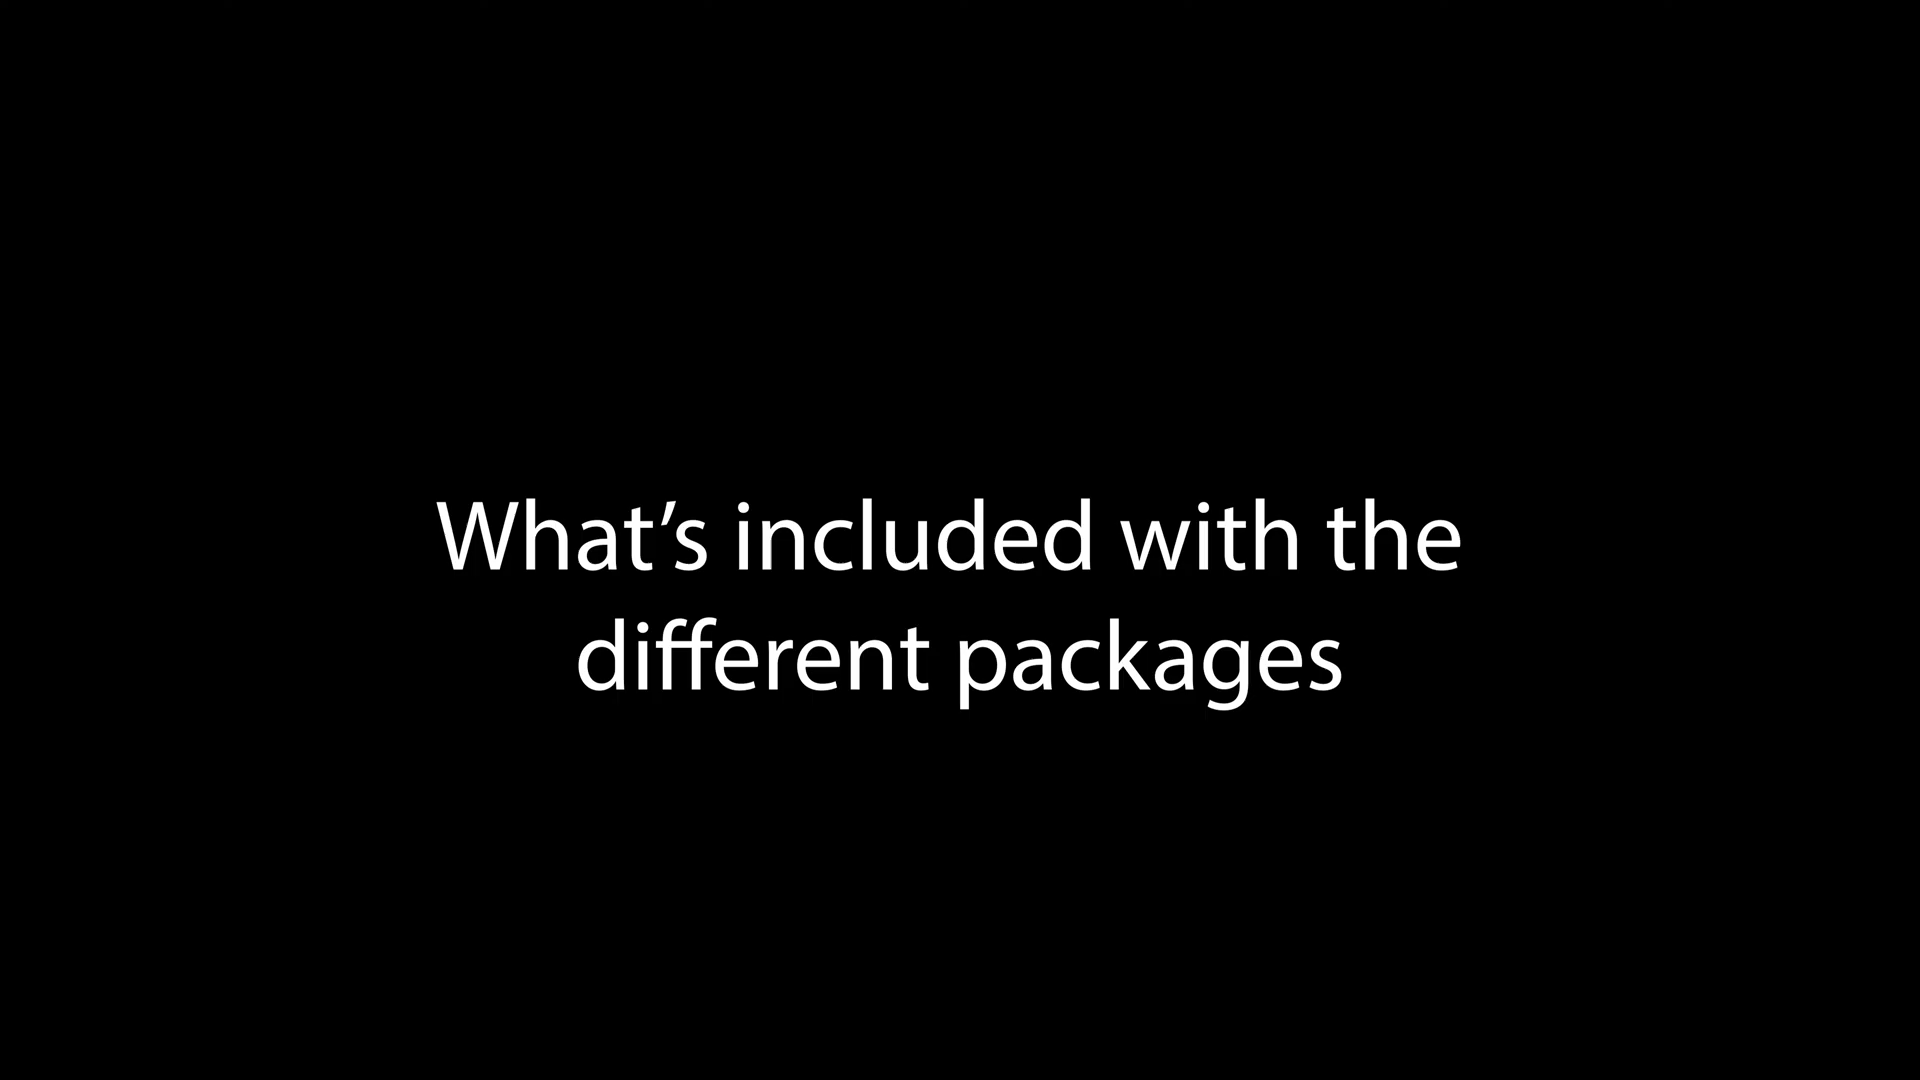 What’s included with the
different packages